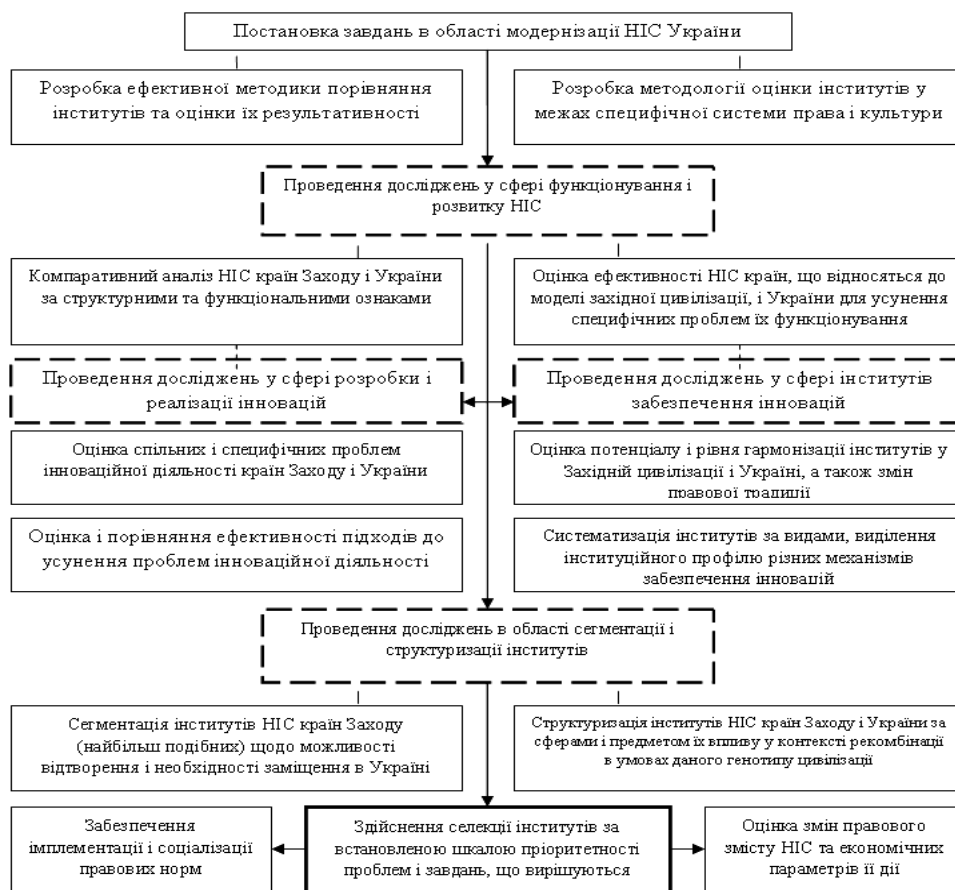 Постановка завдань в області модернізації НІС України
Розробка ефективної методики порівняння
інститутів та оцінки їх результативності
Розробка методології оцінки інститутів у
межах специфічної системи права і культури
Проведення досліджень у сфері функціонування і
розвитку НІС
Компаративний аналіз НІС країн Заходу і України
за структурними та функціональними ознаками
Оцінка ефективності НІС країн, що відносяться до
моделі західної цивілізації, і України для усунення
специфічних проблем їх функціонування
Проведення досліджень у сфері розробки і
реалізації інновацій
Проведення досліджень у сфері інститутів
забезпечення інновацій
Оцінка спільних і специфічних проблем
інноваційної діяльності країн Заходу і України
Оцінка потенціалу і рівня гармонізації інститутів у
Західній цивілізації і Україні, а також змін
правової традиції
Оцінка і порівняння ефективності підходів до
усунення проблем інноваційної діяльності
Систематизація інститутів за видами, виділення
інституційного профілю різних механізмів
забезпечення інновацій
Проведення досліджень в області сегментації і
структуризації інститутів
Сегментація інститутів НІС країн Заходу
(найбільш подібних) щодо можливості
відтворення і необхідності заміщення в Україні
Структуризація інститутів НІС країн Заходу і України за
сферами і предметом їх впливу у контексті рекомбінації
в умовах даного генотипу цивілізації
Забезпечення
імплементації і соціалізації
правових норм
Здійснення селекції інститутів за
встановленою шкалою пріоритетності
проблем і завдань, що вирішуються
Оцінка змін правового
змісту НІС та економічних
параметрів її дії